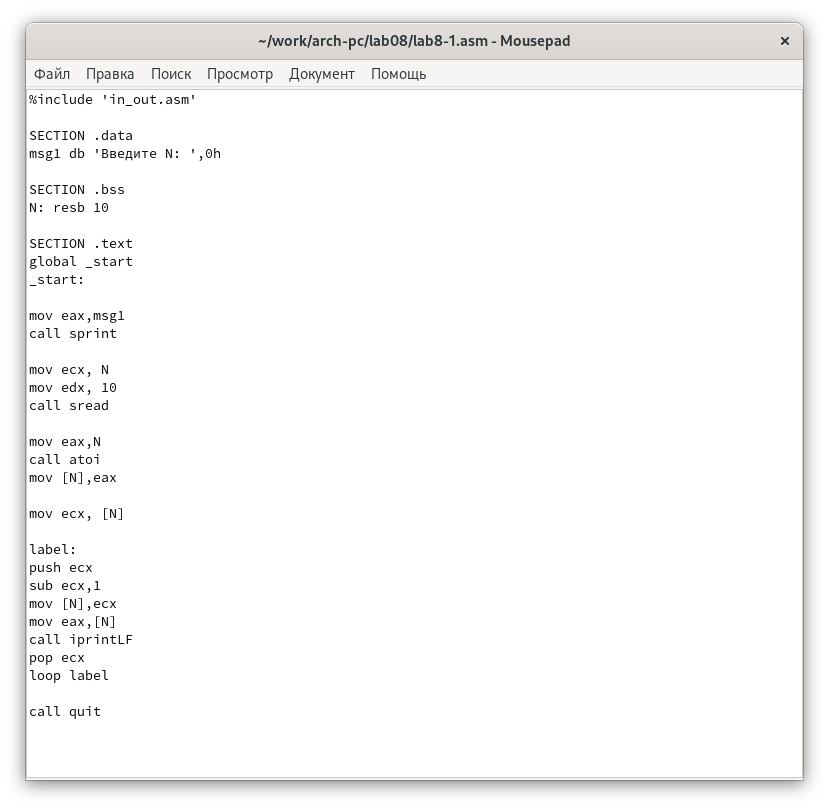 ~/work/arch-pc/lab08/lab8-1.asm - Mousepad
Файл Правка Поиск Просмотр Документ Помощь
%include 'in_out.asm'
SECTION .data
msg1 db 'Введите N: ',0h
SECTION .bss
N: resb 10
SECTION .text
global _start
_start:
mov eax,msg1
call sprint
mov ecx, N
mov edx, 10
call sread
mov eax,N
call atoi
mov [N],eax
mov ecx, [N]
label:
push ecx
sub ecx,1
mov [N],ecx
mov eax,[N]
call iprintLF
pop ecx
loop label
call quit